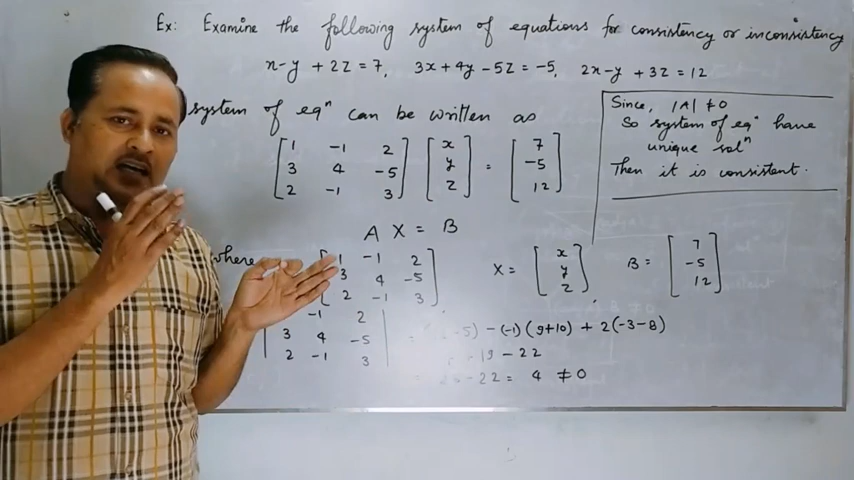 Ex: Examine the following system of equations for consistency or inconsistency
x-y + 2z = 7, 3x+4y-5z = -5, 2x-y + 3z = 12
system of eqⁿ can be written as
[1 -1 2] [x] = [7]
[3 4 -5] [y] [-5]
[2 -1 3] [z] [12]
A X = B
where
[1 -1 2] X = [x] B = [7]
3 4 -5] [y] [-5]
2 -1 3] [z] [12]
-1 2
3 4 -5 = -5) - (-1) (9+10) + 2(-3-8)
2 -1 3
19 - 22
= - 22 = 4 ≠ 0
Since, |A| ≠ 0
So system of eqⁿ have
unique solⁿ
Then it is consistent.